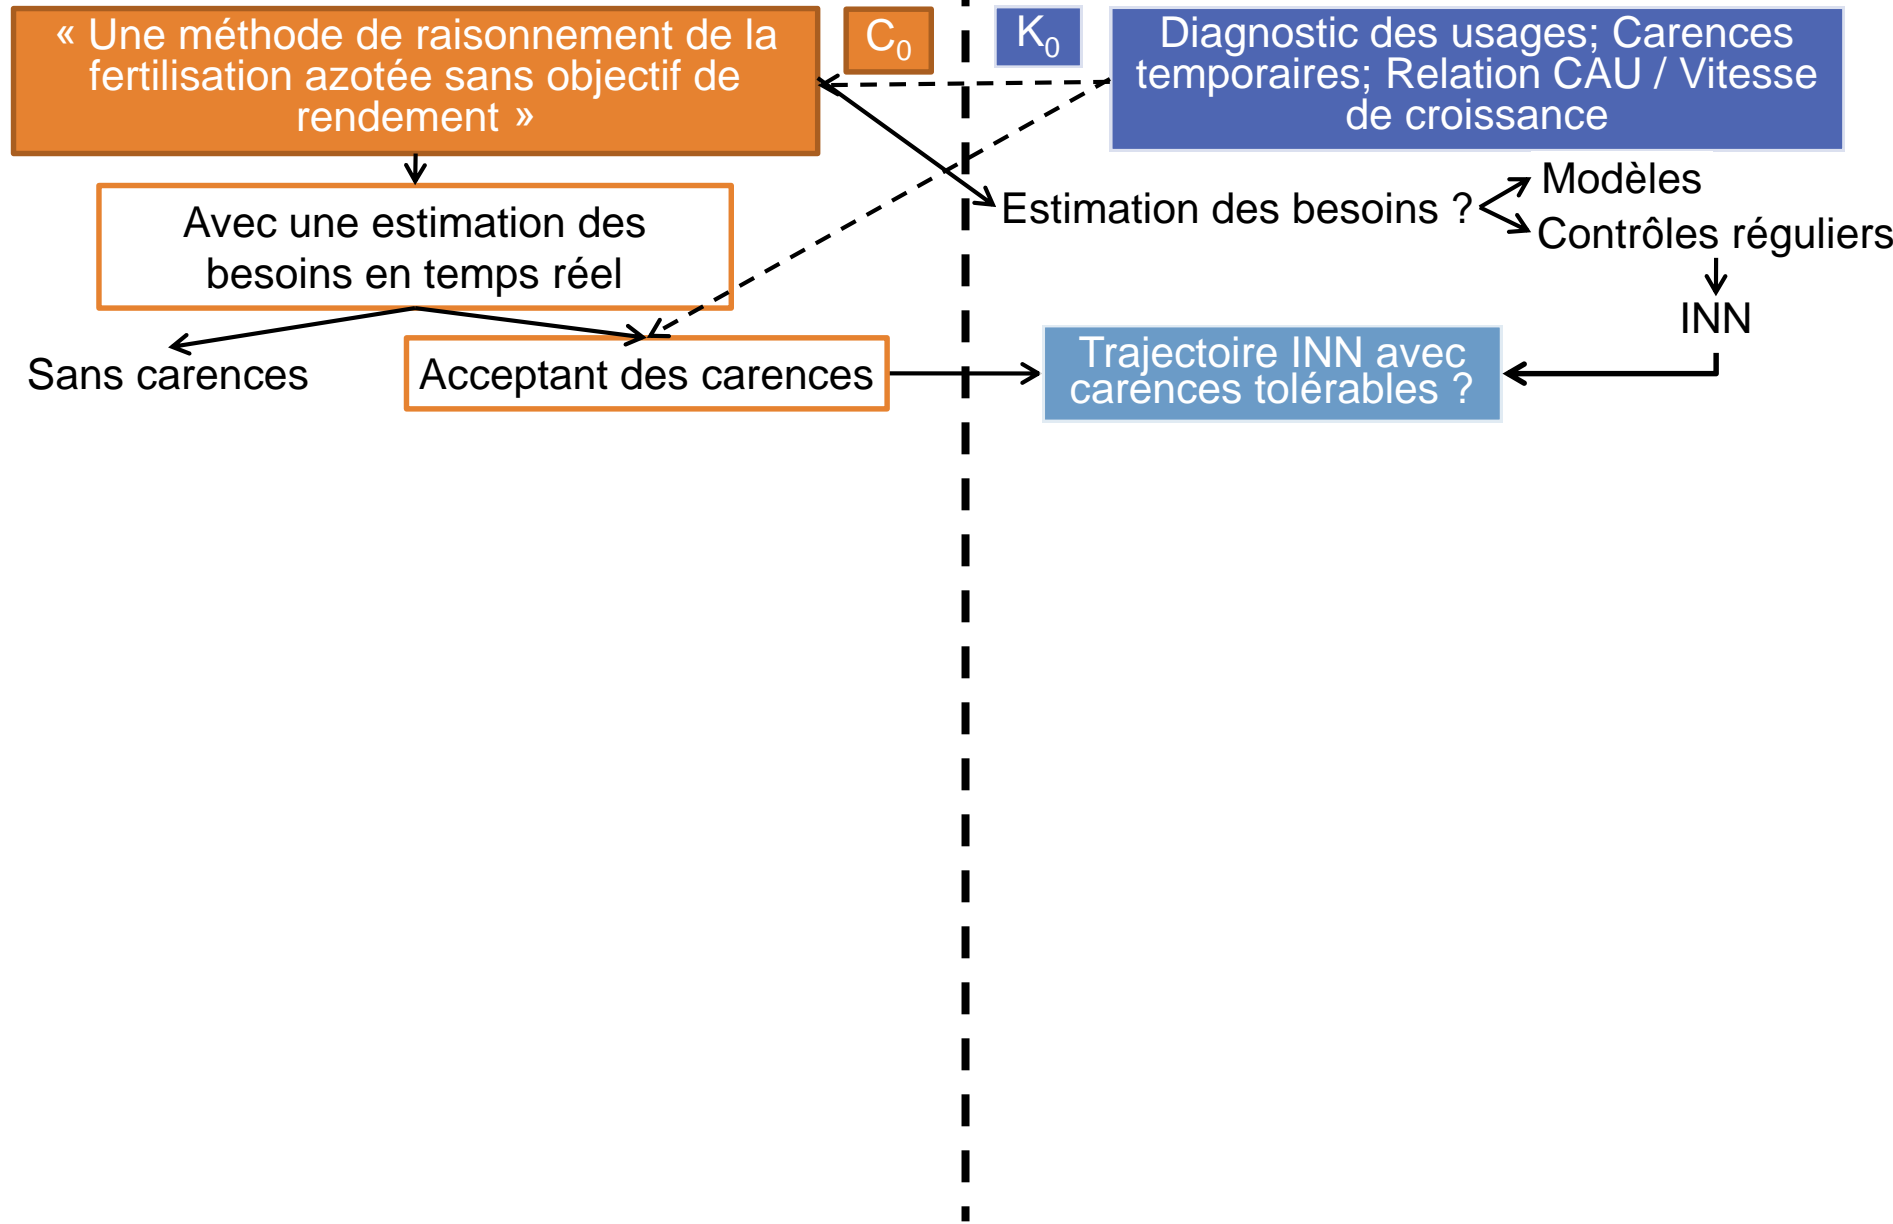 « Une méthode de raisonnement de la
fertilisation azotée sans objectif de
rendement »
C₀
K₀
Diagnostic des usages; Carences
temporaires; Relation CAU / Vitesse
de croissance
Avec une estimation des
besoins en temps réel
Estimation des besoins ?
Modèles
Contrôles réguliers
INN
Sans carences
Acceptant des carences
Trajectoire INN avec
carences tolérables ?